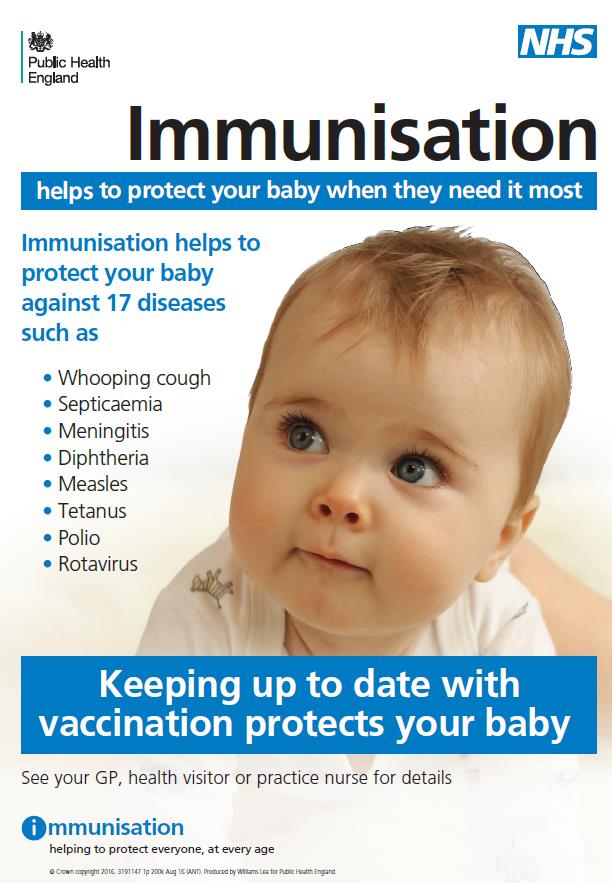 Public Health
England
NHS
Immunisation
helps to protect your baby when they need it most
Immunisation helps to
protect your baby
against 17 diseases
such as
• Whooping cough
• Septicaemia
• Meningitis
• Diphtheria
• Measles
• Tetanus
• Polio
• Rotavirus
Keeping up to date with
vaccination protects your baby
See your GP, health visitor or practice nurse for details
immunisation
helping to protect everyone, at every age
© Crown copyright 2016. 3191147 1p 200k Aug 16 (ANT). Produced by Williams Lea for Public Health England.